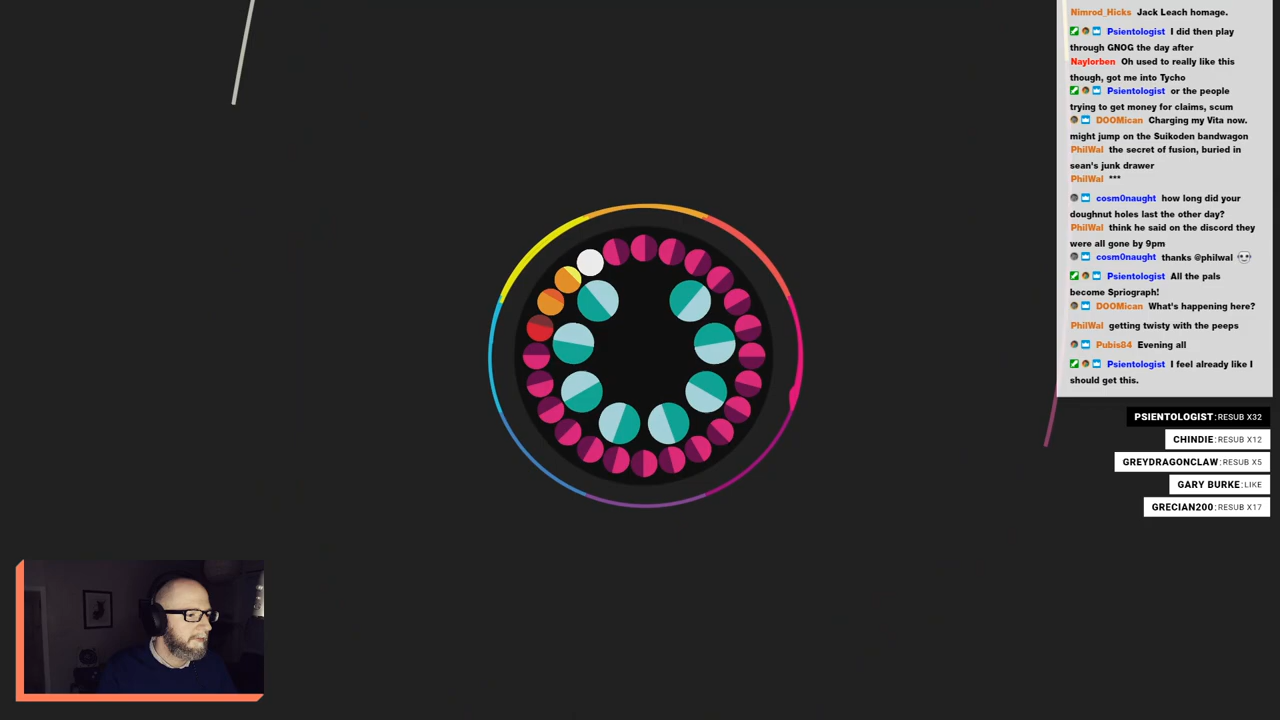 Nimrod_Hicks Jack Leach homage.
Psientologist I did then play
through GNOG the day after
Naylorben Oh used to really like this
though, got me into Tycho
Psientologist or the people
trying to get money for claims, scum
DOOMican Charging my Vita now.
might jump on the Suikoden bandwagon
PhilWal the secret of fusion, buried in
sean's junk drawer
PhilWal ***
cosm0naught how long did your
doughnut holes last the other day?
PhilWal think he said on the discord they
were all gone by 9pm
cosm0naught thanks @philwal
Psientologist All the pals
become Spriograph!
DOOMican What's happening here?
PhilWal getting twisty with the peeps
Pubis84 Evening all
Psientologist I feel already like I
should get this.
PSIENTOLOGIST: RESUB X32
CHINDIE: RESUB X12
GREYDRAGONCLAW: RESUB X5
GARY BURKE: LIKE
GRECIAN200: RESUB X17